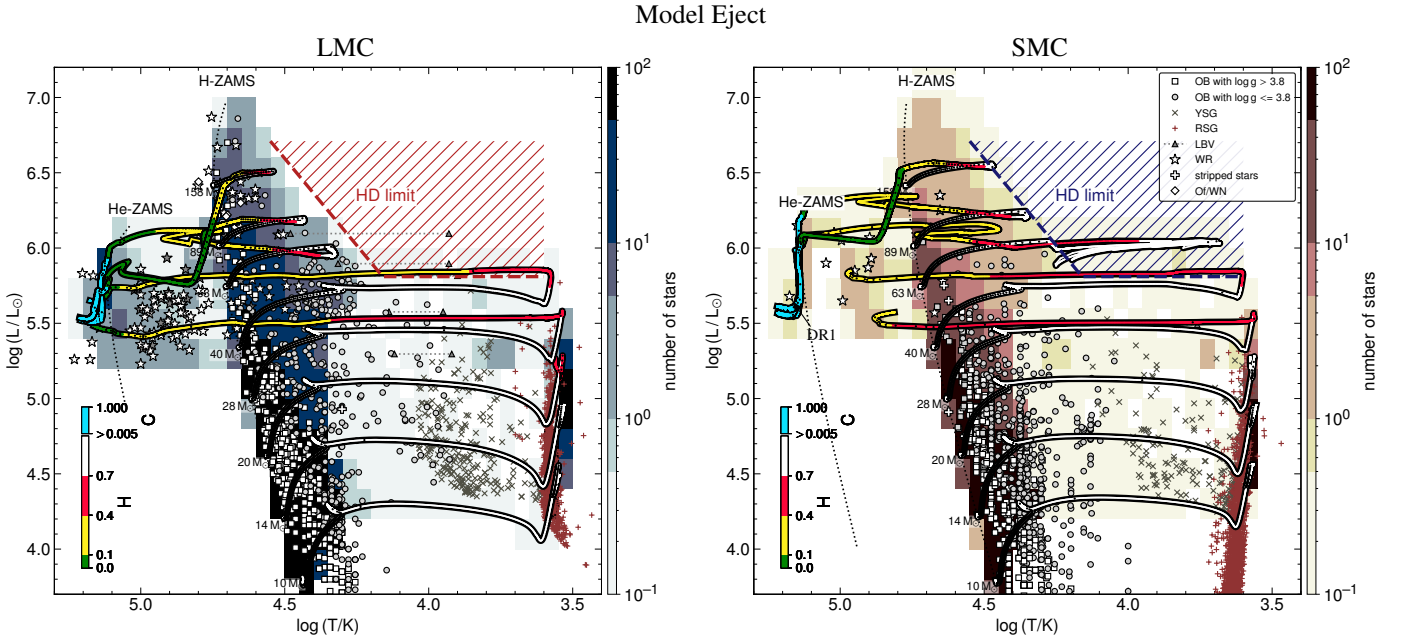 Model Eject
LMC
H-ZAMS
He-ZAMS
HD limit
158 M
89 M
63 M⊙
40 M⊙
28 M⊙
20 M⊙
14 M⊙
10 M⊙
1.000
>0.005
0.7
0.4
0.1
0.0
C
H
7.0
6.5
6.0
5.5
5.0
4.5
4.0
log (L / L⊙)
5.0 4.5 4.0 3.5
log (T/K)
10²
10¹
10⁰
10⁻¹
number of stars
SMC
H-ZAMS
He-ZAMS
HD limit
DR1
89 M⊙
63 M⊙
40 M⊙
28 M⊙
20 M⊙
14 M⊙
10 M⊙
OB with log g > 3.8
OB with log g <= 3.8
YSG
RSG
LBV
WR
stripped stars
Of/WN
1.000
>0.005
0.7
0.4
0.1
0.0
C
H
7.0
6.5
6.0
5.5
5.0
4.5
4.0
log (L / L⊙)
5.0 4.5 4.0 3.5
log (T/K)
10²
10¹
10⁰
10⁻¹
number of stars